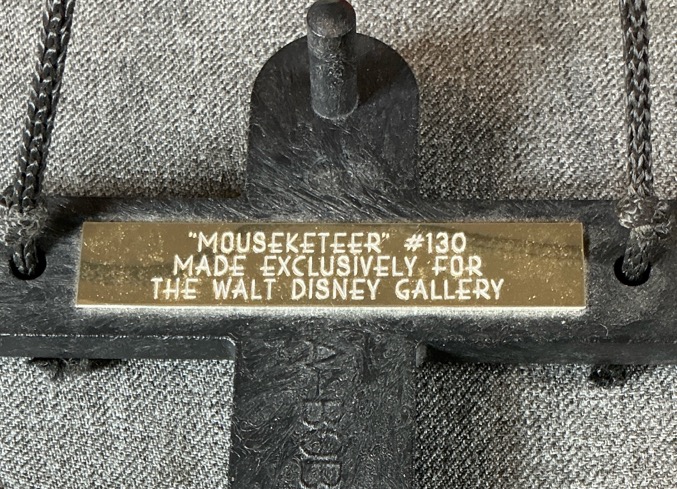 "MOUSEKETEER" #130
MADE EXCLUSIVELY FOR
THE WALT DISNEY GALLERY